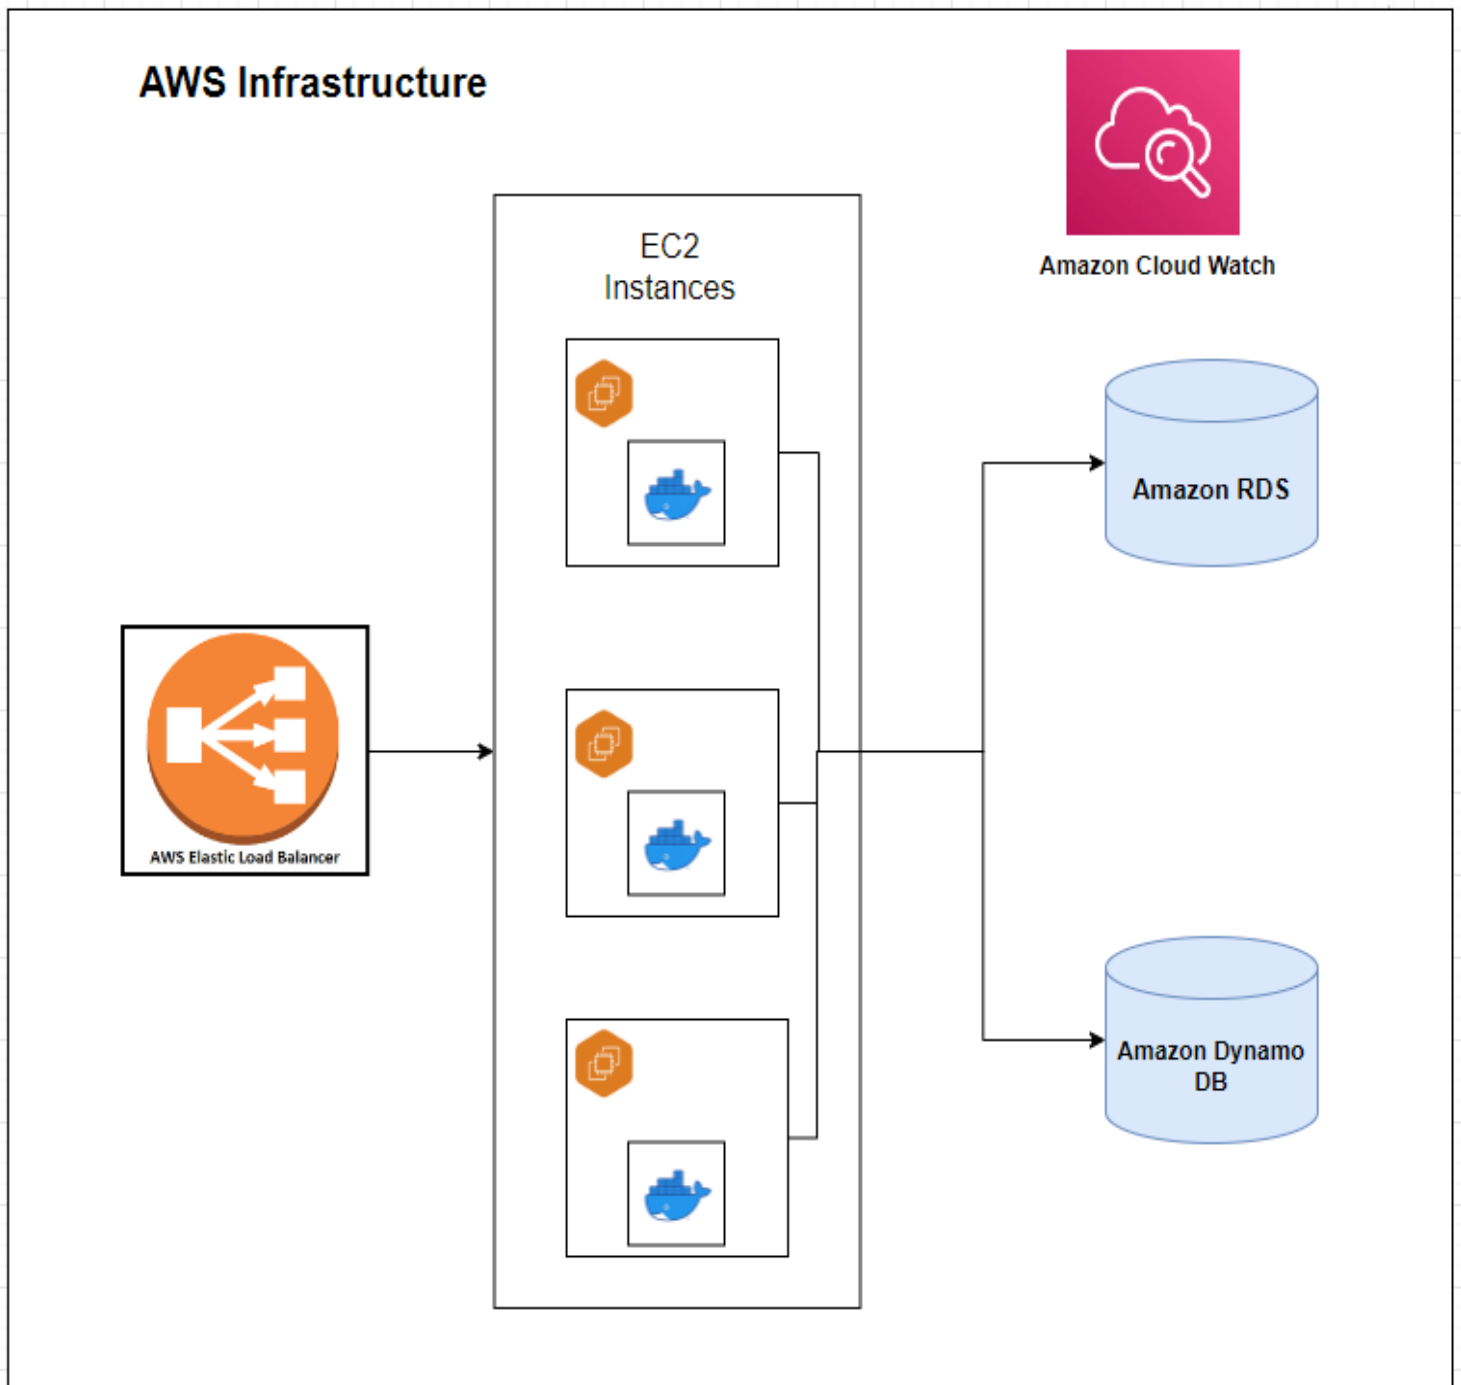 AWS Infrastructure
Amazon Cloud Watch
EC2
Instances
Amazon RDS
AWS Elastic Load Balancer
Amazon Dynamo
DB